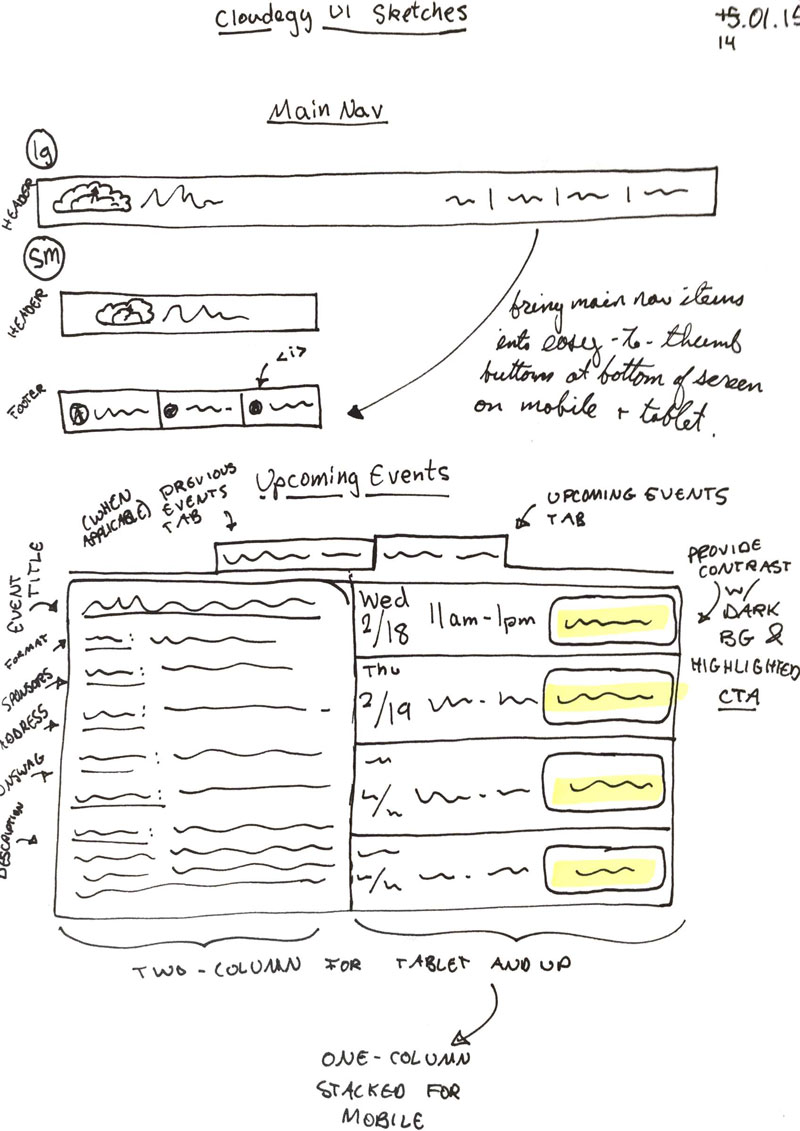 Cloudegy UI Sketches
5.01.15
14
Main Nav
lg
HEADER
SM
HEADER
<i>
FOOTER
bring main nav items
into easy-to-thumb
buttons at bottom of screen
on mobile + tablet.
Upcoming Events
(WHEN
APPLICABLE)
PREVIOUS
EVENTS
TAB
UPCOMING EVENTS
TAB
EVENT
TITLE
FORMAT
SPONSORS
ADDRESS
DESCRIPTION
Wed
2/18
11am-1pm
Thu
2/19
PROVIDE
CONTRAST
W/
DARK
BG &
HIGHLIGHTED
CTA
TWO-COLUMN FOR TABLET AND UP
ONE-COLUMN
STACKED FOR
MOBILE